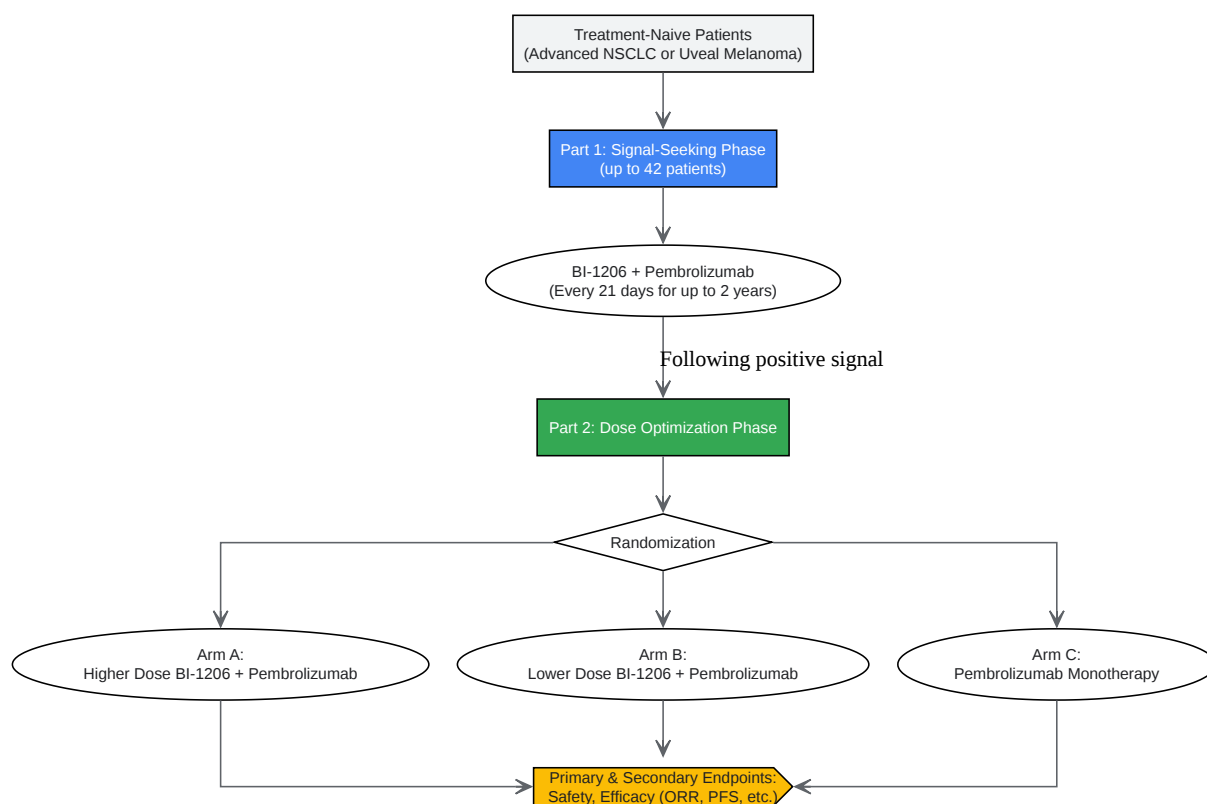 Treatment-Naive Patients
(Advanced NSCLC or Uveal Melanoma)
Part 1: Signal-Seeking Phase
(up to 42 patients)
BI-1206 + Pembrolizumab
(Every 21 days for up to 2 years)
Following positive signal
Part 2: Dose Optimization Phase
Randomization
Arm A:
Higher Dose BI-1206 + Pembrolizumab
Arm B:
Lower Dose BI-1206 + Pembrolizumab
Arm C:
Pembrolizumab Monotherapy
Primary & Secondary Endpoints:
Safety, Efficacy (ORR, PFS, etc.)